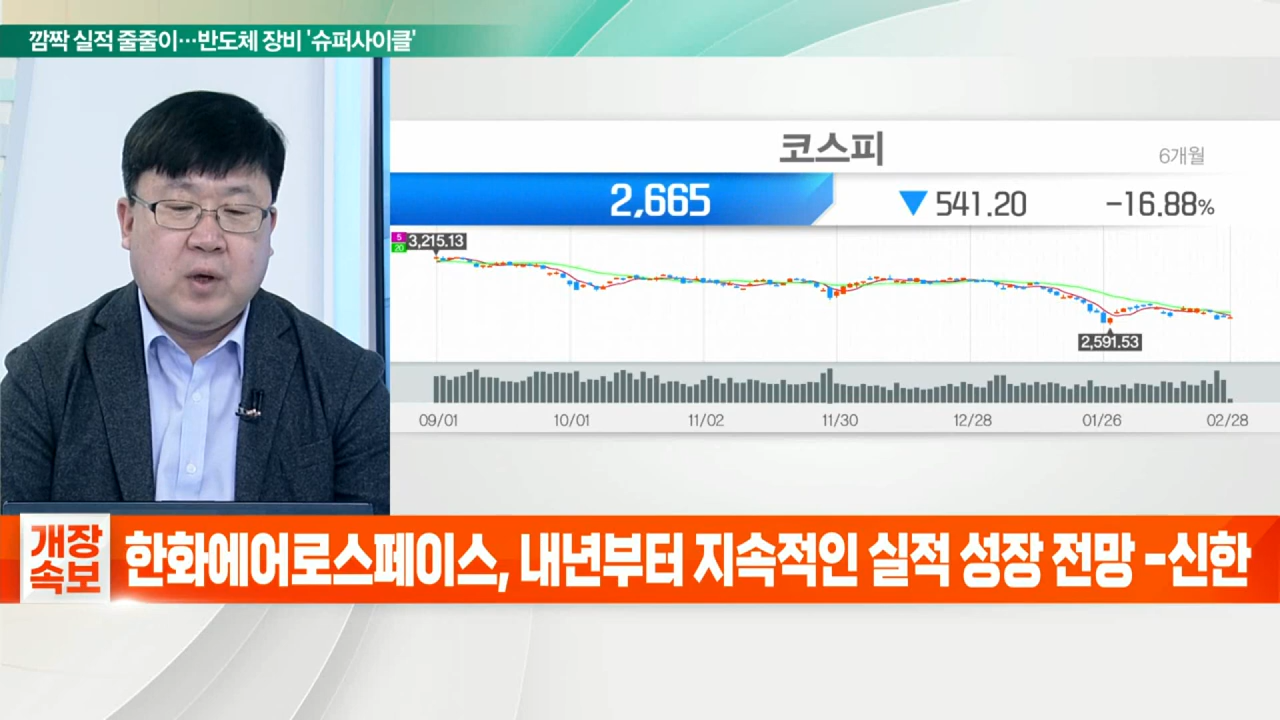 깜짝 실적 줄줄이…반도체 장비 '슈퍼사이클'
코스피
6개월
2,665 ▼541.20 -16.88%
5
20
3,215.13
2,591.53
09/01 10/01 11/02 11/30 12/28 01/26 02/28
개장
속보
한화에어로스페이스, 내년부터 지속적인 실적 성장 전망 -신한